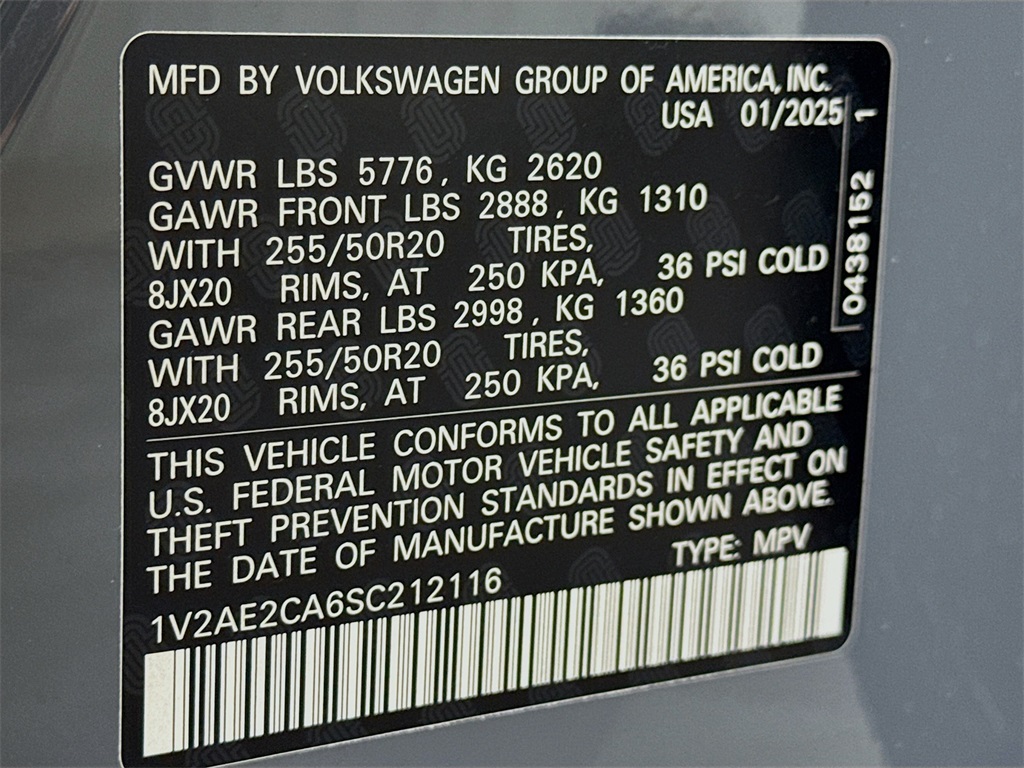 MFD BY VOLKSWAGEN GROUP OF AMERICA, INC.
USA 01/2025
GVWR LBS 5776, KG 2620
GAWR FRONT LBS 2888, KG 1310
WITH 255/50R20 TIRES,
8JX20 RIMS, AT 250 KPA, 36 PSI COLD
GAWR REAR LBS 2998, KG 1360
WITH 255/50R20 TIRES,
8JX20 RIMS, AT 250 KPA, 36 PSI COLD
THIS VEHICLE CONFORMS TO ALL APPLICABLE
U.S. FEDERAL MOTOR VEHICLE SAFETY AND
THEFT PREVENTION STANDARDS IN EFFECT ON
THE DATE OF MANUFACTURE SHOWN ABOVE.
TYPE: MPV
1V2AE2CA6SC212116
0438152 1